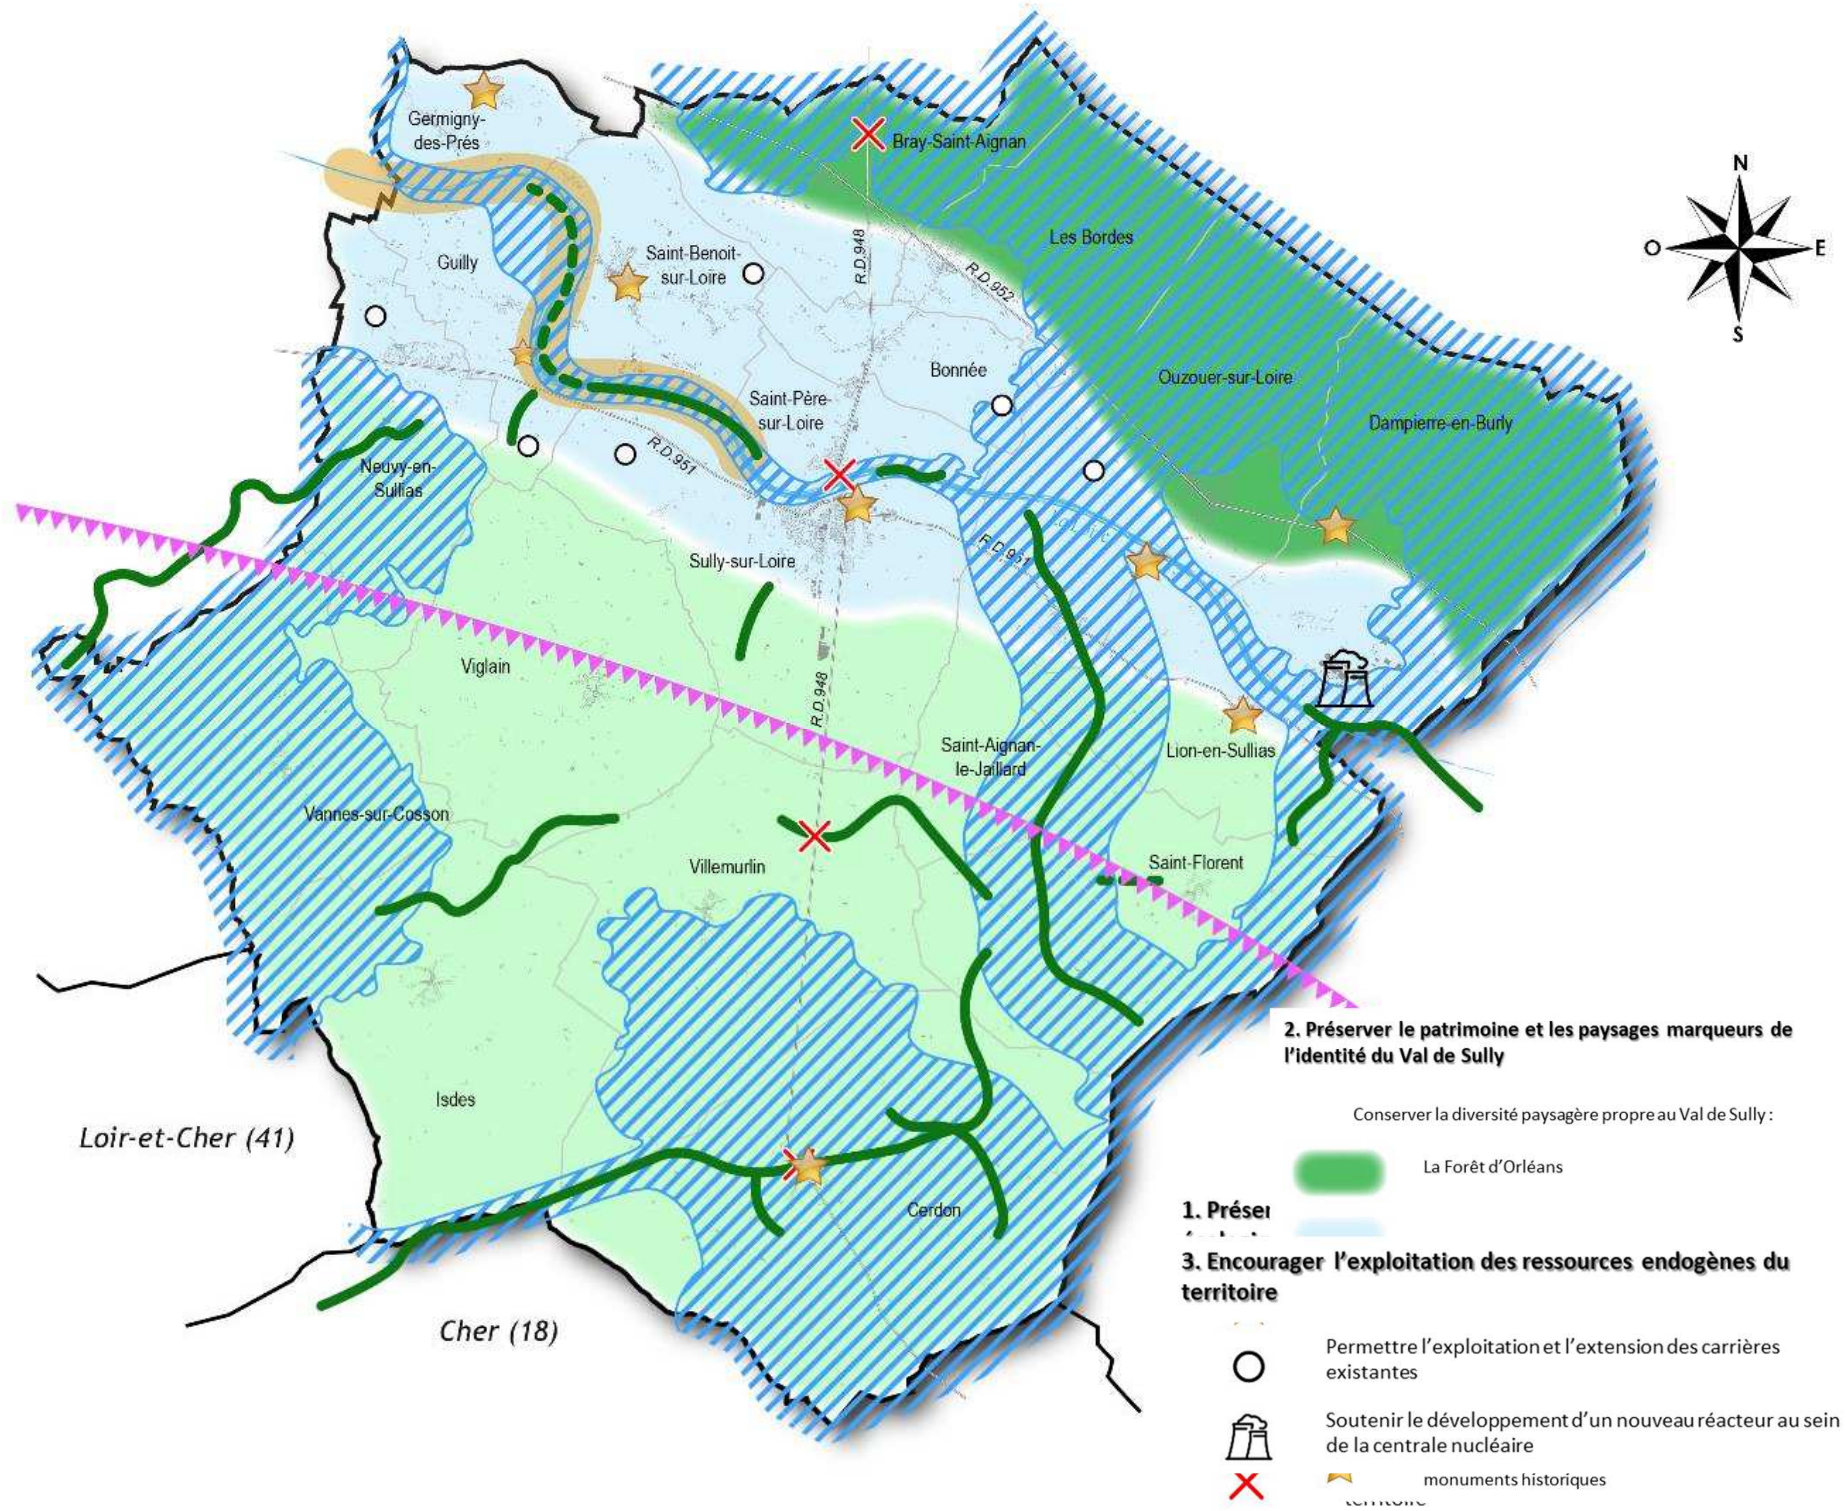 Germigny-
des-Prés
Bray-Saint-Aignan
N
O
E
S
Guilly
Saint-Benoit-
sur-Loire
R.D.948
R.D.952
Les Bordes
Bonnée
Ouzouer-sur-Loire
Dampierre-en-Burly
Saint-Père-
sur-Loire
R.D.951
Neuvy-en-
Sullias
Sully-sur-Loire
R.D.951
La Loire
Viglain
R.D.948
Saint-Aignan-
le-Jaillard
Lion-en-Sullias
Vannes-sur-Cosson
Villemurlin
Saint-Florent
Isdes
Cerdon
Loir-et-Cher (41)
Cher (18)
2. Préserver le patrimoine et les paysages marqueurs de
l'identité du Val de Sully
Conserver la diversité paysagère propre au Val de Sully :
La Forêt d'Orléans
1. Préser
3. Encourager l'exploitation des ressources endogènes du
territoire
Permettre l'exploitation et l'extension des carrières
existantes
Soutenir le développement d'un nouveau réacteur au sein
de la centrale nucléaire
monuments historiques
territoire